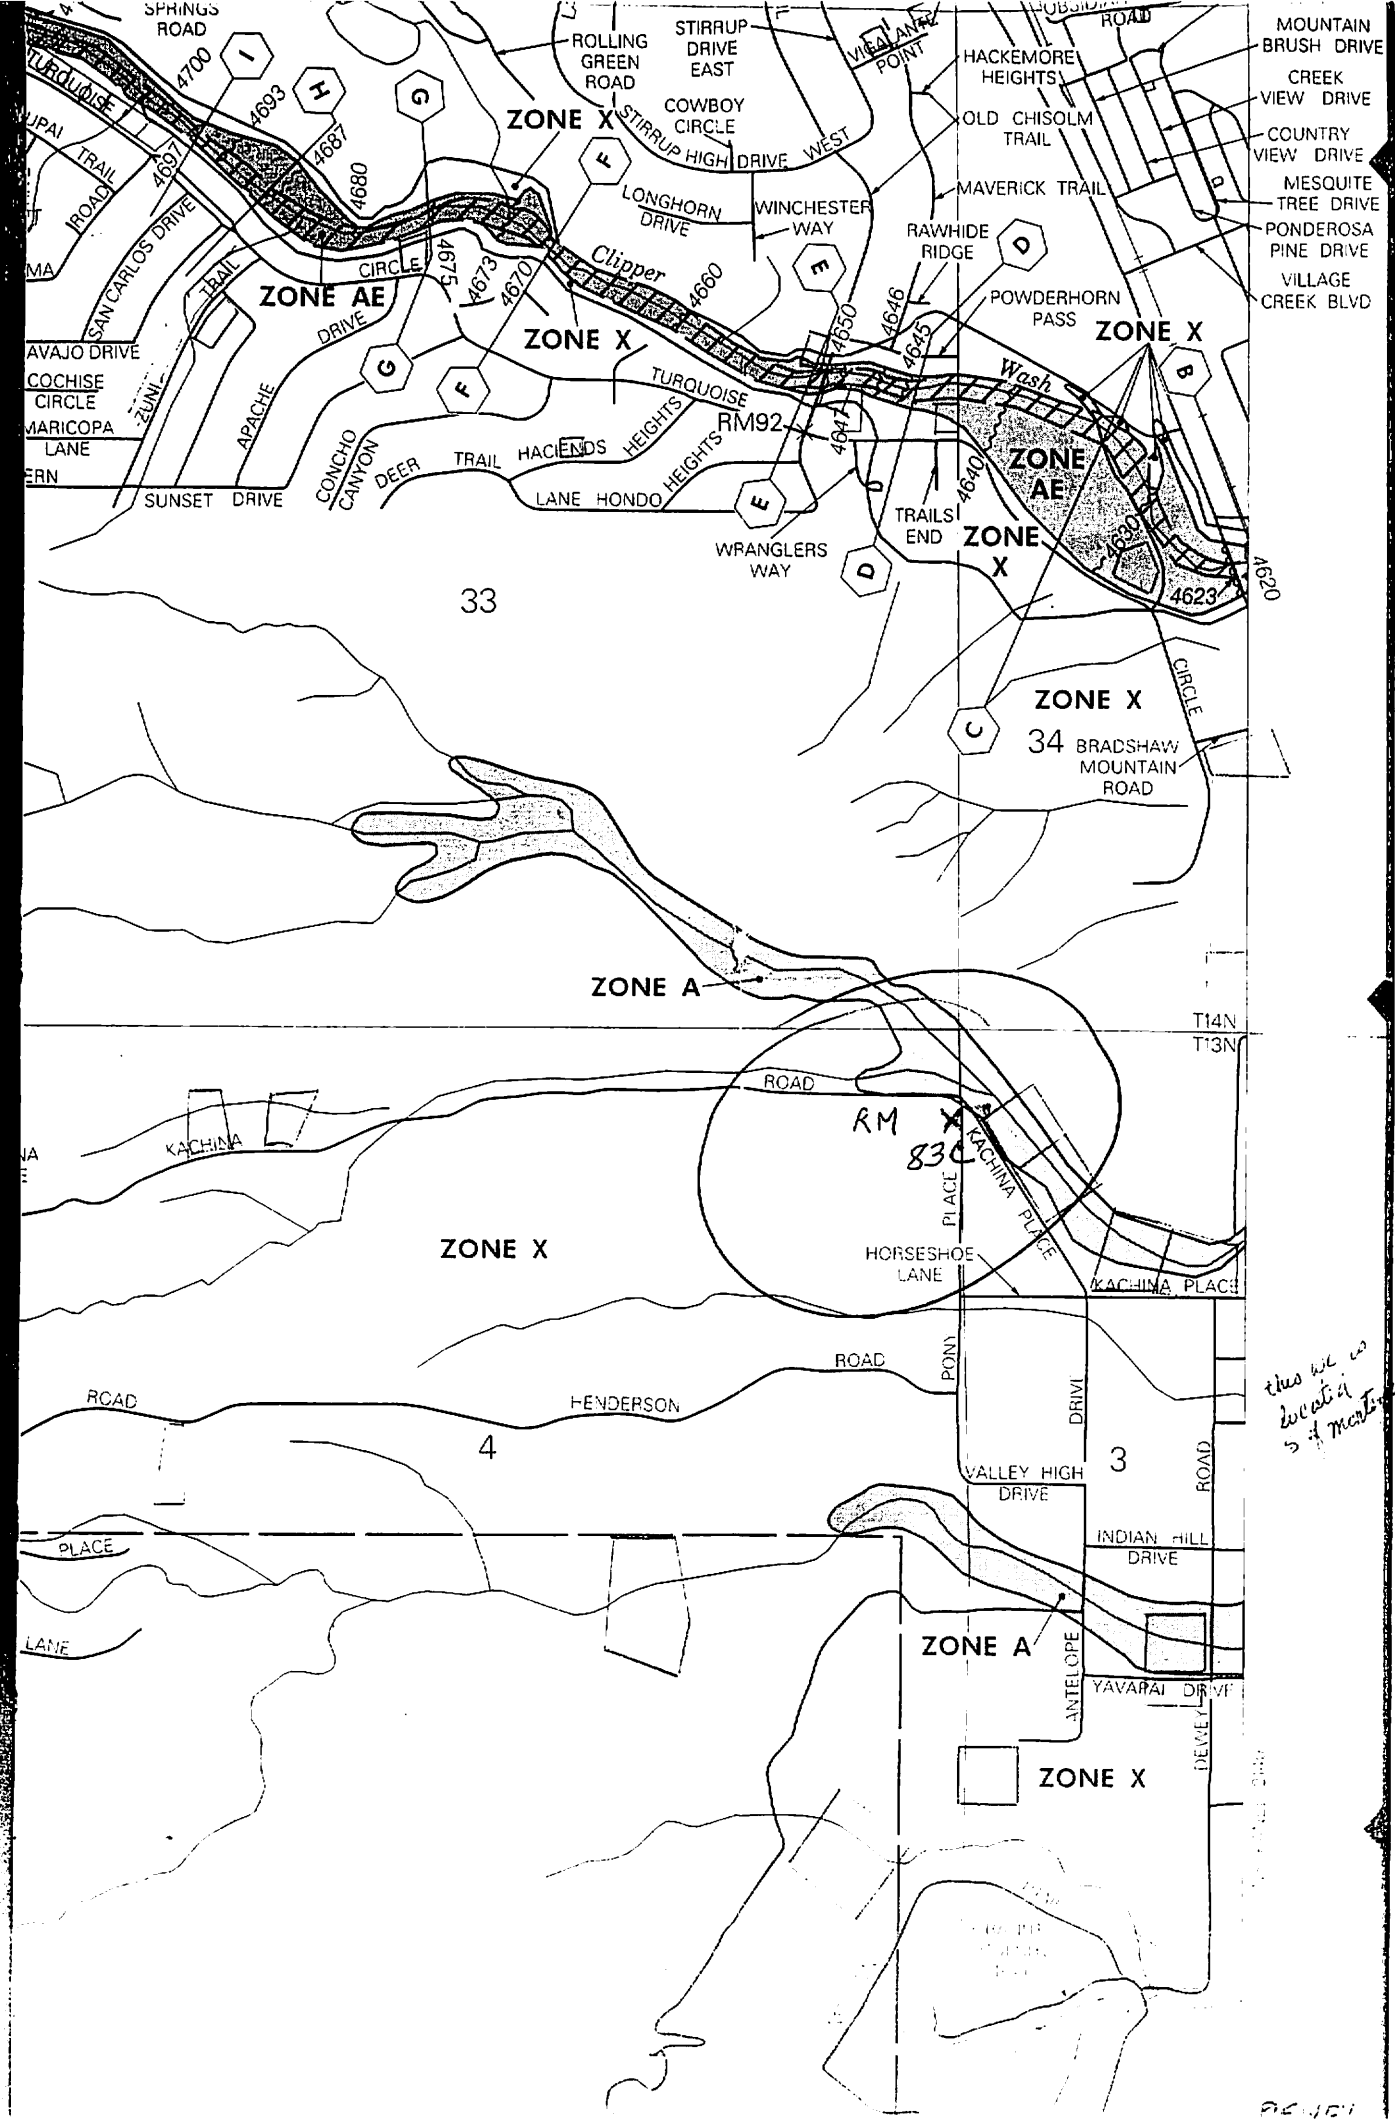 SPRINGS
ROAD
ROLLING
GREEN
ROAD
STIRRUP
DRIVE
EAST
VIGALANTE
POINT
HACKEMORE
HEIGHTS
ROAD
MOUNTAIN
BRUSH DRIVE
CREEK
VIEW DRIVE
COUNTRY
VIEW DRIVE
MESQUITE
TREE DRIVE
PONDEROSA
PINE DRIVE
VILLAGE
CREEK BLVD
OLD CHISOLM
TRAIL
MAVERICK TRAIL
RAWHIDE
RIDGE
POWDERHORN
PASS
COWBOY
CIRCLE
STIRRUP HIGH DRIVE WEST
LONGHORN
DRIVE
WINCHESTER
WAY
TURQUOISE
4700
4693
4687
4680
4697
I
H
G
F
E
D
B
ZONE X
UPAI
TRAIL
ROAD
MA
SAN CARLOS DRIVE
TRAIL
CIRCLE
ZONE AE
DRIVE
4675
4673
4670
Clipper
4660
4650
4646
4645
ZONE X
ZONE X
Wash
AVAJO DRIVE
COCHISE
CIRCLE
MARICOPA
LANE
ERN
ZUNI
APACHE
SUNSET DRIVE
G
F
CONCHO
CANYON
DEER TRAIL
HACIENDS HEIGHTS
LANE HONDO HEIGHTS
TURQUOISE
RM92
4647
E
WRANGLERS
WAY
D
TRAILS
END
4640
ZONE
AE
ZONE
X
4630
4623
4620
33
ZONE X
C
34
BRADSHAW
MOUNTAIN
ROAD
CIRCLE
ZONE A
T14N
T13N
ROAD
KACHINA
NA
RM X
83C
PLACE
KACHINA PLACE
HORSESHOE
LANE
KACHINA PLACE
ZONE X
ROAD
PONY
ROAD
HENDERSON
DRIVE
4
3
ROAD
VALLEY HIGH
DRIVE
INDIAN HILL
DRIVE
PLACE
LANE
ZONE A
ANTELOPE
YAVAPAI DRIVE
DEWEY
ZONE X
located